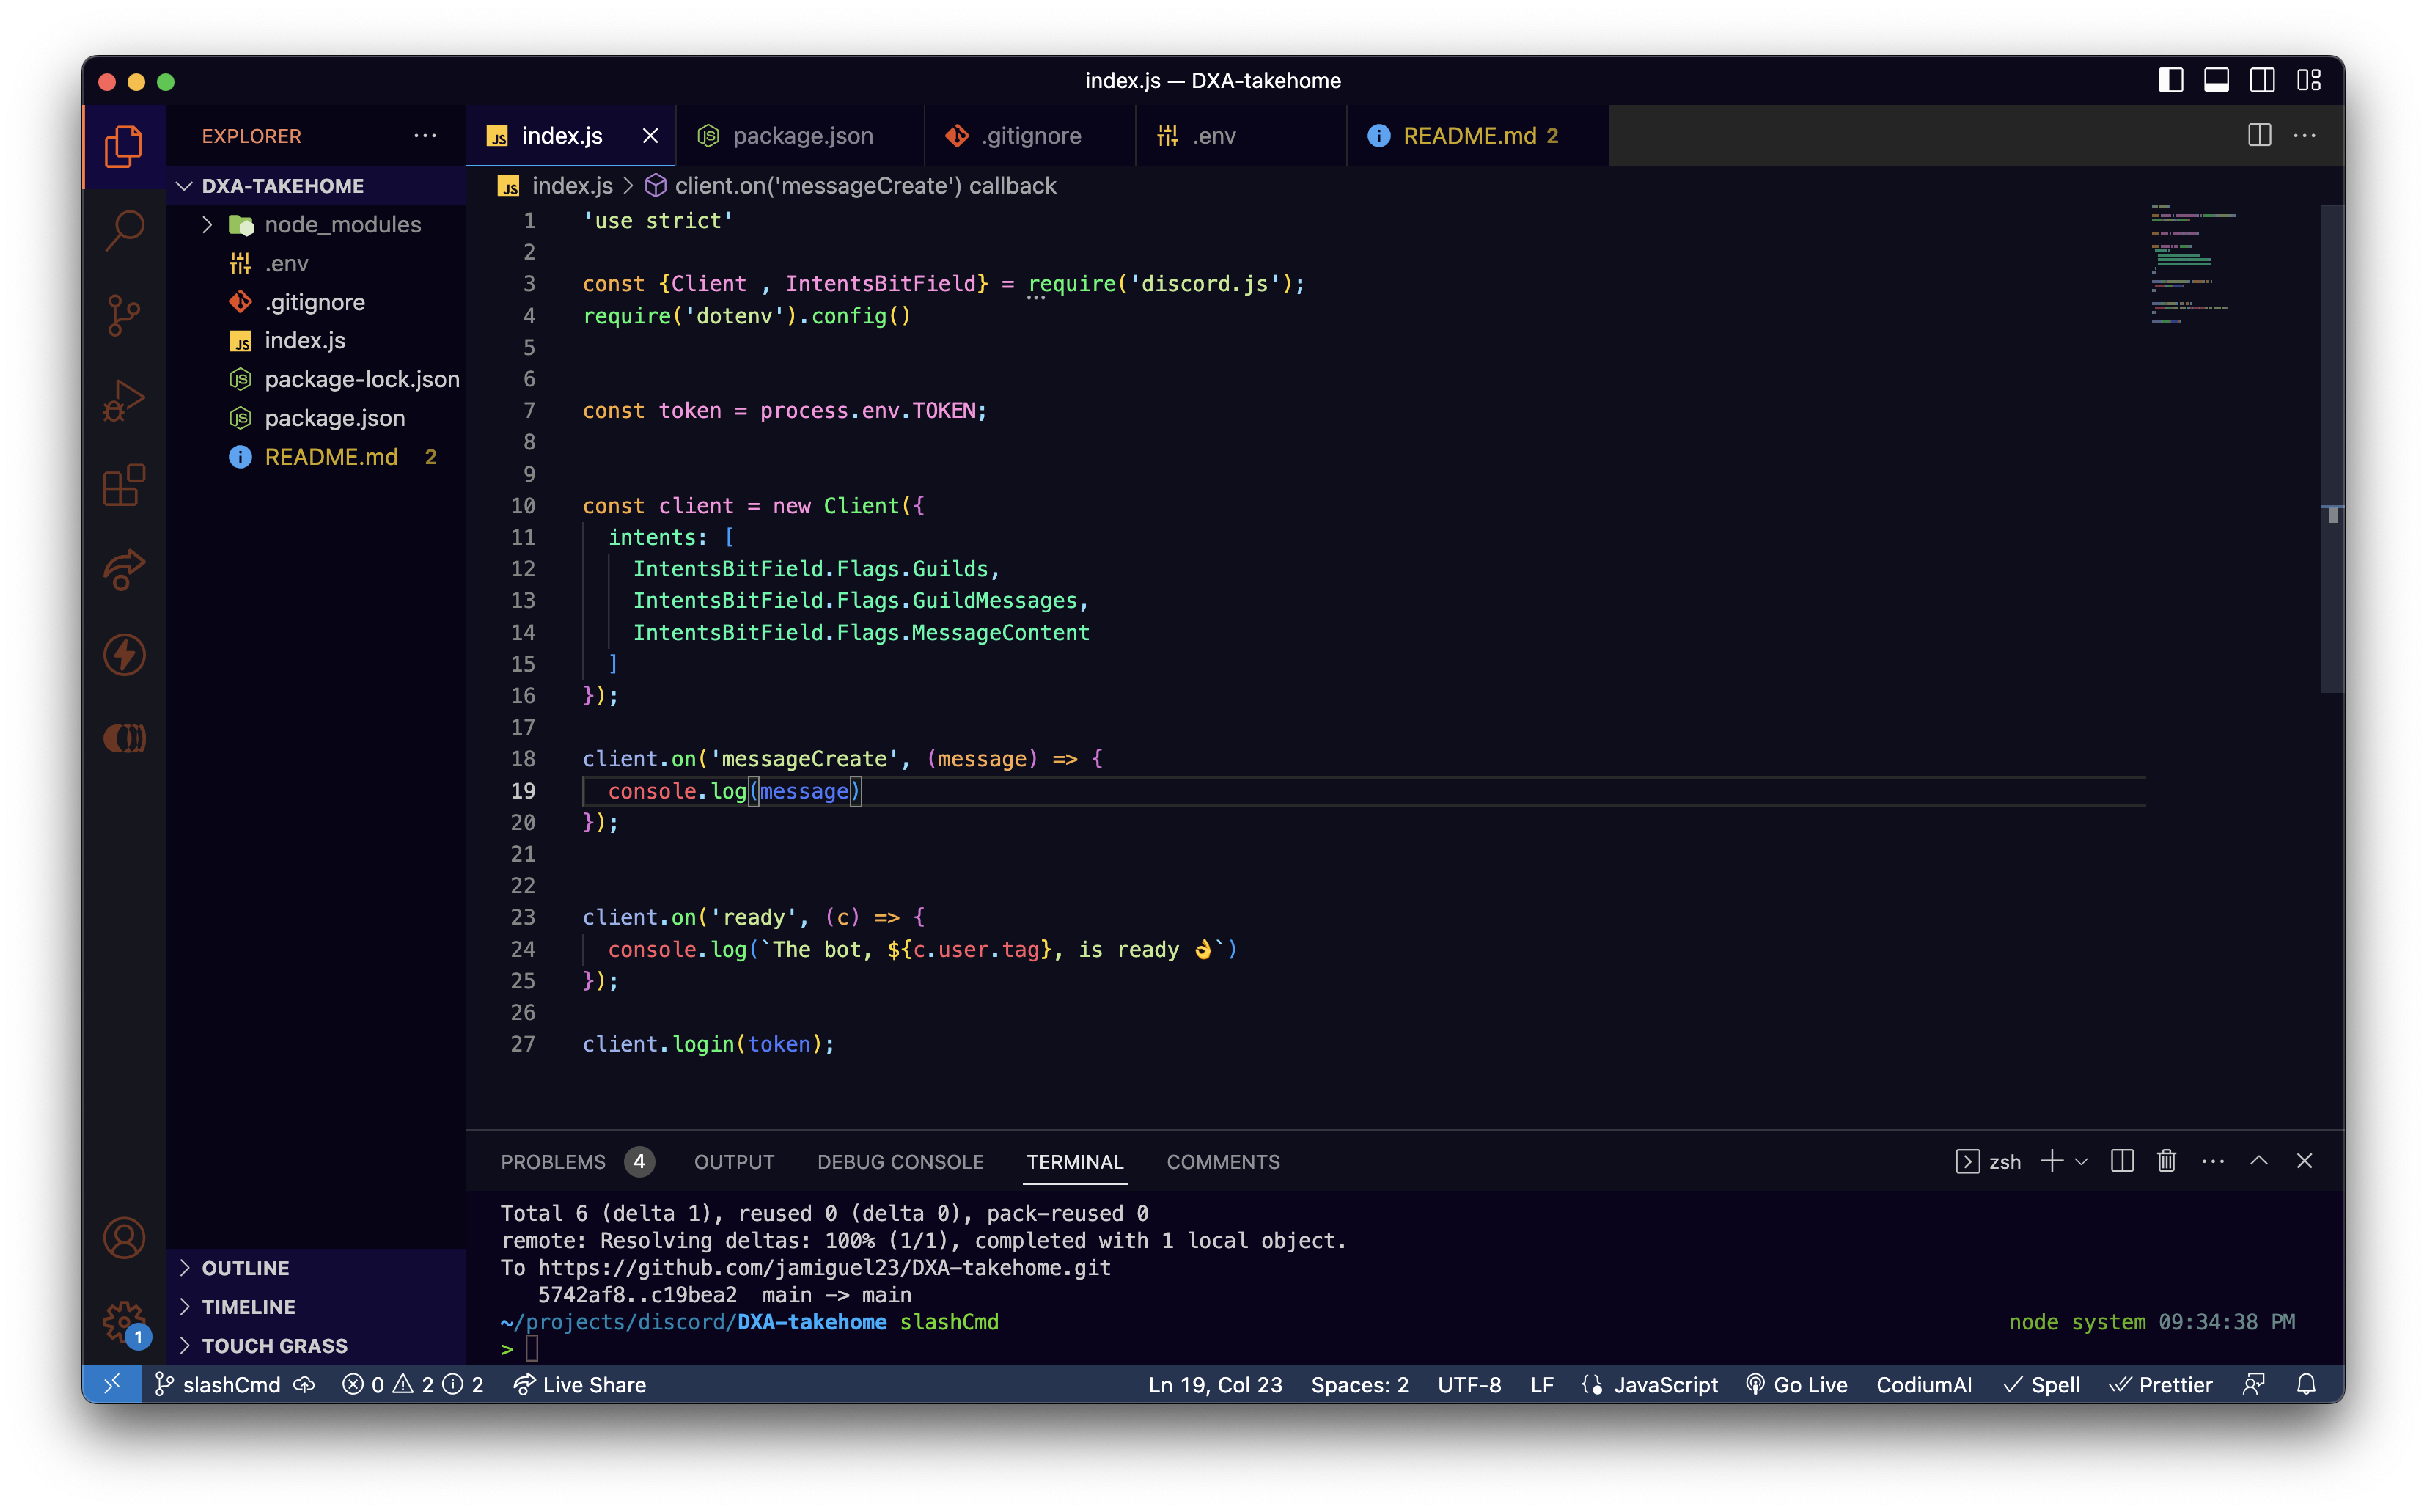 index.js — DXA-takehome
EXPLORER
index.js
package.json
.gitignore
.env
README.md 2
DXA-TAKEHOME
node_modules
.env
.gitignore
index.js
package-lock.json
package.json
README.md 2
index.js > client.on('messageCreate') callback
1 'use strict'
2
3 const {Client , IntentsBitField} = require('discord.js');
4 require('dotenv').config()
5
6
7 const token = process.env.TOKEN;
8
9
10 const client = new Client({
11 intents: [
12 IntentsBitField.Flags.Guilds,
13 IntentsBitField.Flags.GuildMessages,
14 IntentsBitField.Flags.MessageContent
15 ]
16 });
17
18 client.on('messageCreate', (message) => {
19 console.log(message)
20 });
21
22
23 client.on('ready', (c) => {
24 console.log(`The bot, ${c.user.tag}, is ready 👌`)
25 });
26
27 client.login(token);
PROBLEMS 4 OUTPUT DEBUG CONSOLE TERMINAL COMMENTS
zsh
Total 6 (delta 1), reused 0 (delta 0), pack-reused 0
remote: Resolving deltas: 100% (1/1), completed with 1 local object.
To https://github.com/jamiguel23/DXA-takehome.git
5742af8..c19bea2 main -> main
~/projects/discord/DXA-takehome slashCmd
node system 09:34:38 PM
>
OUTLINE
TIMELINE
TOUCH GRASS
1
slashCmd 0 2 2 Live Share
Ln 19, Col 23 Spaces: 2 UTF-8 LF JavaScript Go Live CodiumAI Spell Prettier